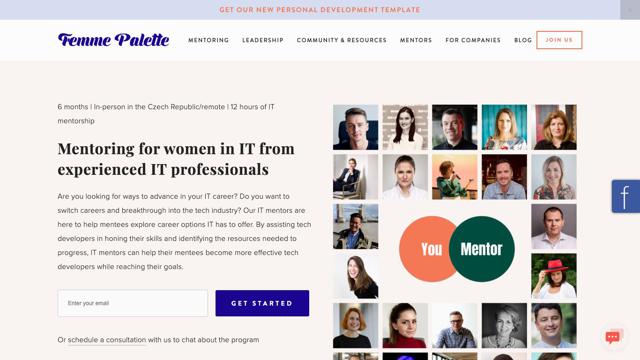 GET OUR NEW PERSONAL DEVELOPMENT TEMPLATE
Femme Palette
MENTORING LEADERSHIP COMMUNITY & RESOURCES MENTORS FOR COMPANIES BLOG JOIN US
6 months | In-person in the Czech Republic/remote | 12 hours of IT
mentorship
Mentoring for women in IT from
experienced IT professionals
Are you looking for ways to advance in your IT career? Do you want to
switch careers and breakthrough into the tech industry? Our IT mentors are
here to help mentees explore career options IT has to offer. By assisting tech
developers in honing their skills and identifying the resources needed to
progress, IT mentors can help their mentees become more effective tech
developers while reaching their goals.
Enter your email
GET STARTED
Or schedule a consultation with us to chat about the program
You
Mentor
f